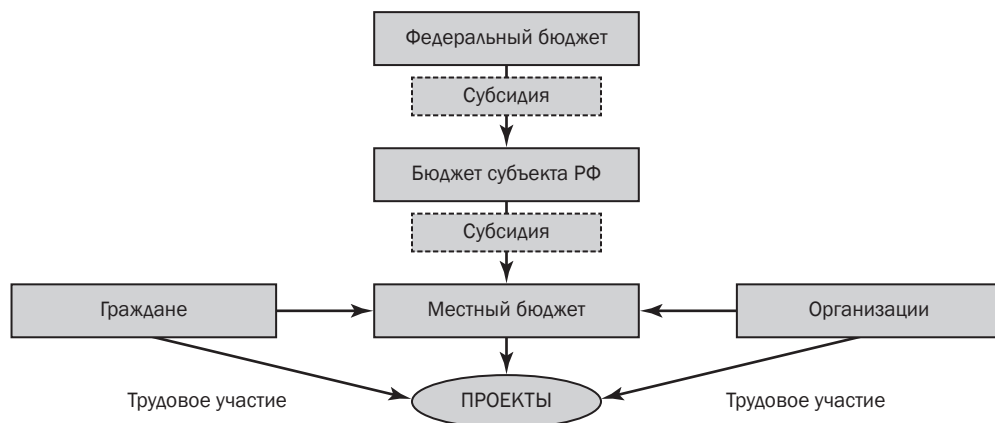 Федеральный бюджет
Субсидия
Бюджет субъекта РФ
Субсидия
Граждане
Местный бюджет
Организации
Трудовое участие
ПРОЕКТЫ
Трудовое участие